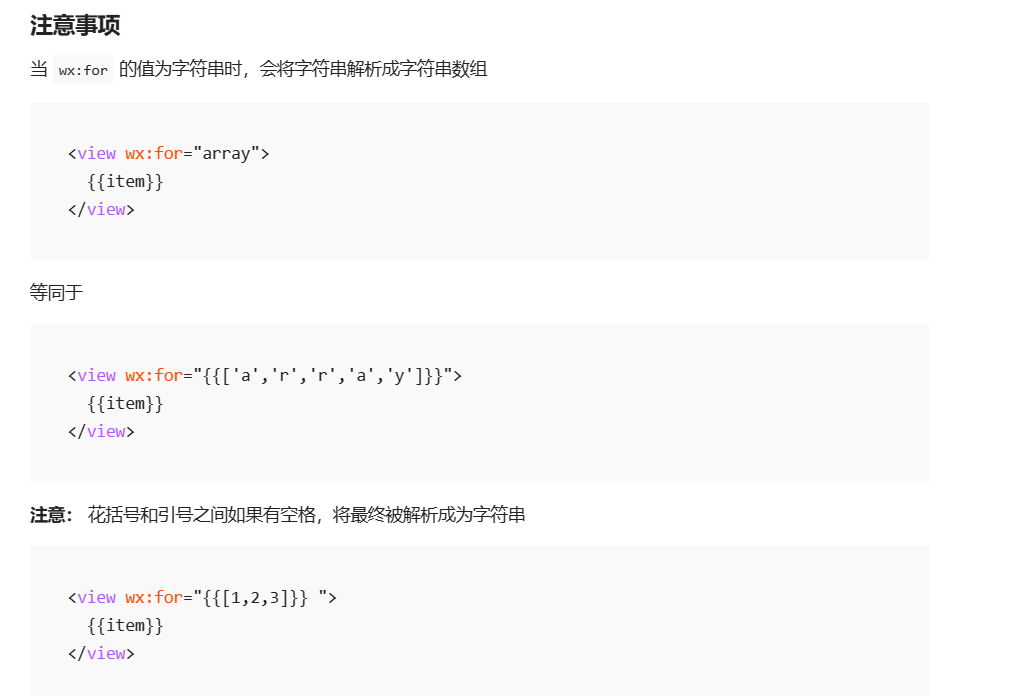 注意事项
当 wx:for 的值为字符串时，会将字符串解析成字符串数组
<view wx:for="array">
  {{item}}
</view>
等同于
<view wx:for="{{['a','r','r','a','y']}}">
  {{item}}
</view>
注意： 花括号和引号之间如果有空格，将最终被解析成为字符串
<view wx:for="{{[1,2,3]}} ">
  {{item}}
</view>